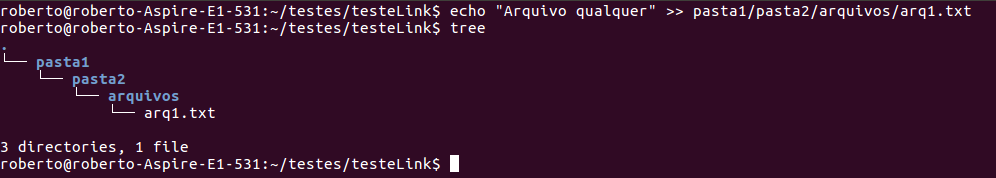 roberto@roberto-Aspire-E1-531:~/testes/testeLink$ echo "Arquivo qualquer" >> pasta1/pasta2/arquivos/arq1.txt
roberto@roberto-Aspire-E1-531:~/testes/testeLink$ tree
.
└── pasta1
    └── pasta2
        └── arquivos
            └── arq1.txt

3 directories, 1 file
roberto@roberto-Aspire-E1-531:~/testes/testeLink$